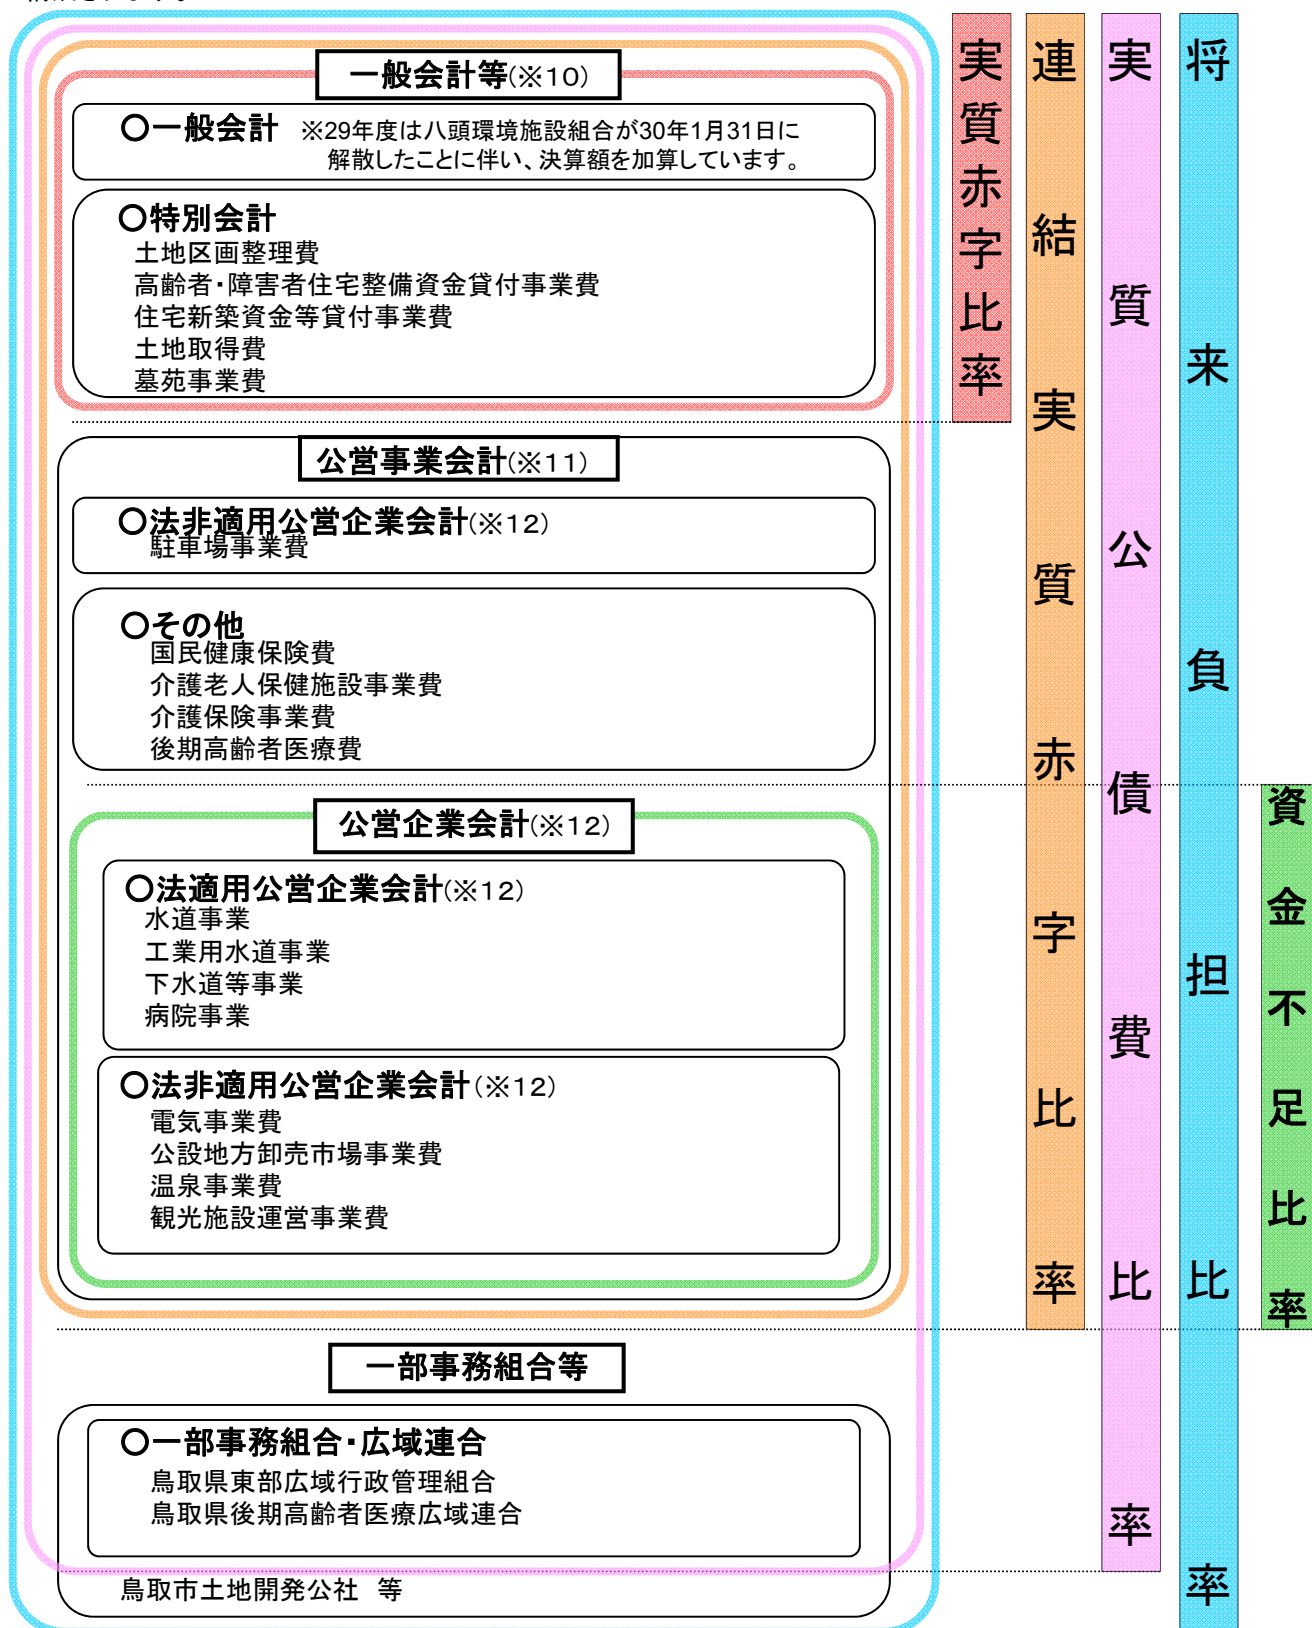 一般会計等(※10)
○一般会計 ※29年度は八頭環境施設組合が30年1月31日に
解散したことに伴い、決算額を加算しています。
○特別会計
土地区画整理費
高齢者・障害者住宅整備資金貸付事業費
住宅新築資金等貸付事業費
土地取得費
墓苑事業費
公営事業会計(※11)
○法非適用公営企業会計(※12)
駐車場事業費
○その他
国民健康保険費
介護老人保健施設事業費
介護保険事業費
後期高齢者医療費
公営企業会計(※12)
○法適用公営企業会計(※12)
水道事業
工業用水道事業
下水道等事業
病院事業
○法非適用公営企業会計(※12)
電気事業費
公設地方卸売市場事業費
温泉事業費
観光施設運営事業費
一部事務組合等
○一部事務組合・広域連合
鳥取県東部広域行政管理組合
鳥取県後期高齢者医療広域連合
鳥取市土地開発公社 等
実質赤字比率
連結実質赤字比率
実質公債費比率
将来負担比率
資金不足比率